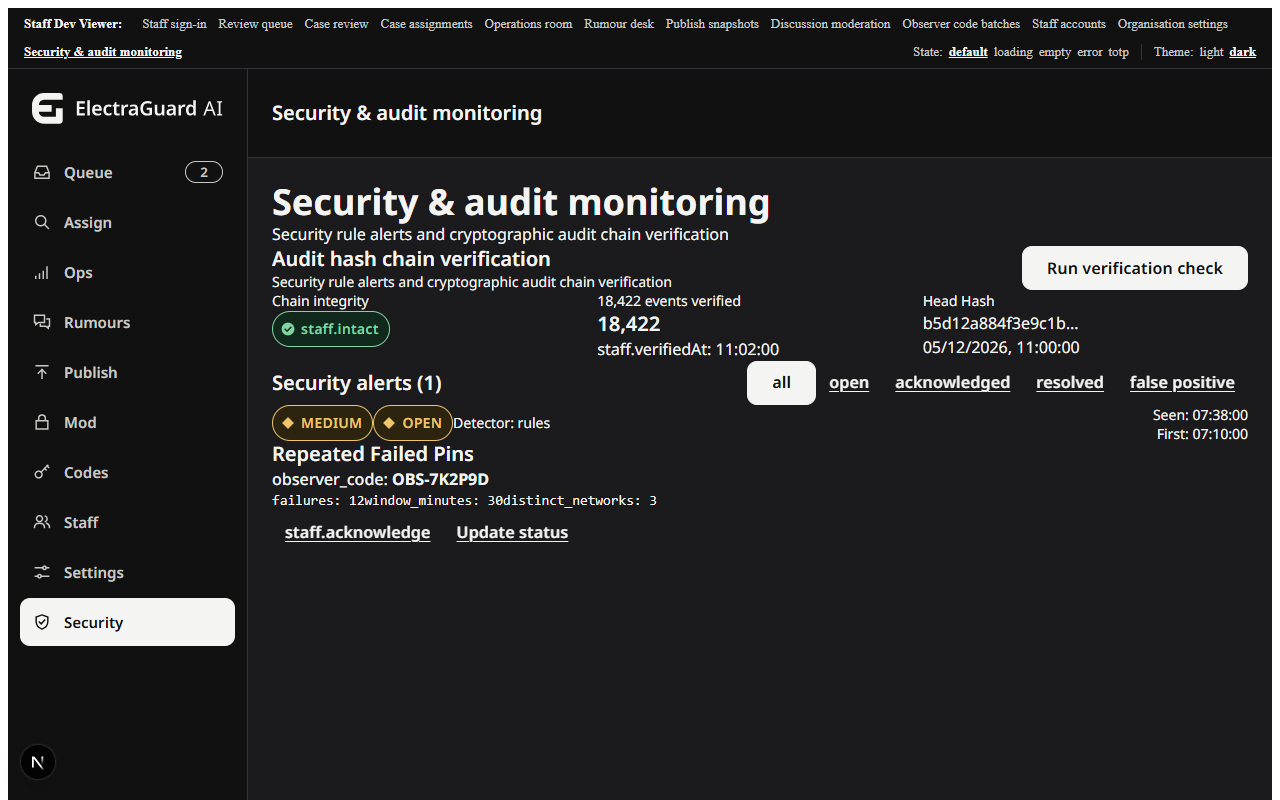 Staff Dev Viewer: Staff sign-in Review queue Case review Case assignments Operations room Rumour desk Publish snapshots Discussion moderation Observer code batches Staff accounts Organisation settings
Security & audit monitoring State: default loading empty error totp Theme: light dark
ElectraGuard AI
Security & audit monitoring
Queue 2
Assign
Ops
Rumours
Publish
Mod
Codes
Staff
Settings
Security
N
Security & audit monitoring
Security rule alerts and cryptographic audit chain verification
Audit hash chain verification
Security rule alerts and cryptographic audit chain verification
Run verification check
Chain integrity
staff.intact
18,422 events verified
18,422
staff.verifiedAt: 11:02:00
Head Hash
b5d12a884f3e9c1b...
05/12/2026, 11:00:00
Security alerts (1)
all open acknowledged resolved false positive
MEDIUM OPEN Detector: rules
Seen: 07:38:00
First: 07:10:00
Repeated Failed Pins
observer_code: OBS-7K2P9D
failures: 12window_minutes: 30distinct_networks: 3
staff.acknowledge Update status